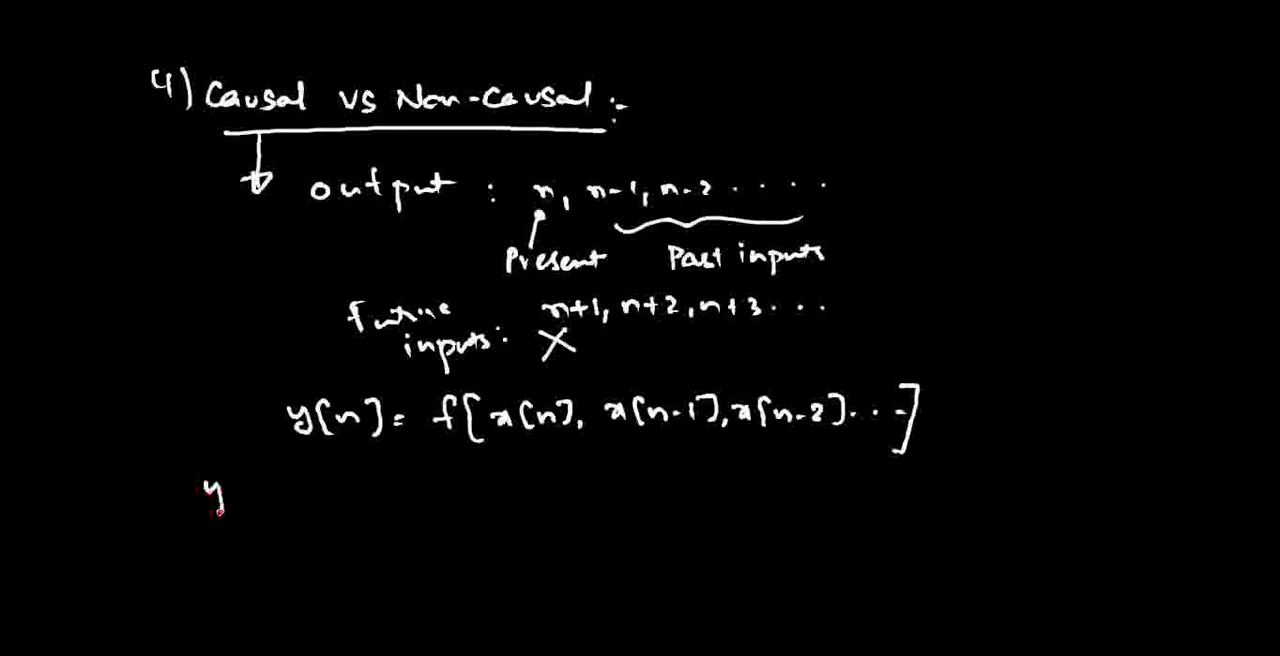 4) Causal vs Non-Causal :-
output : n, n-1, n-2 ....
Present Past inputs
future n+1, n+2, n+3...
inputs: X
y[n] = f[x[n], x[n-1], x[n-2]...]
y